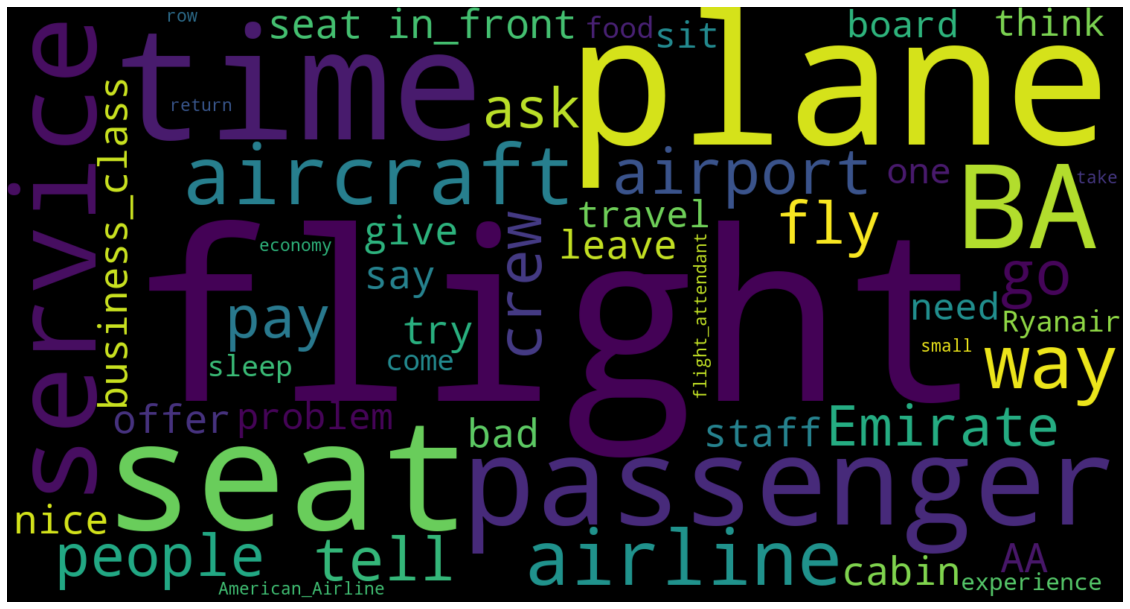 row
seat in_front
food
sit
board
think
service
time
plane
return
ask
business_class
aircraft
airport
one
BA
take
travel
fly
crew
give
leave
economy
flight
flight_attendant
say
go
need
pay
try
Ryanair
come
small
way
sleep
offer
problem
bad
staff
Emirate
seat
passenger
nice
people
tell
airline
cabin
AA
experience
American_Airline